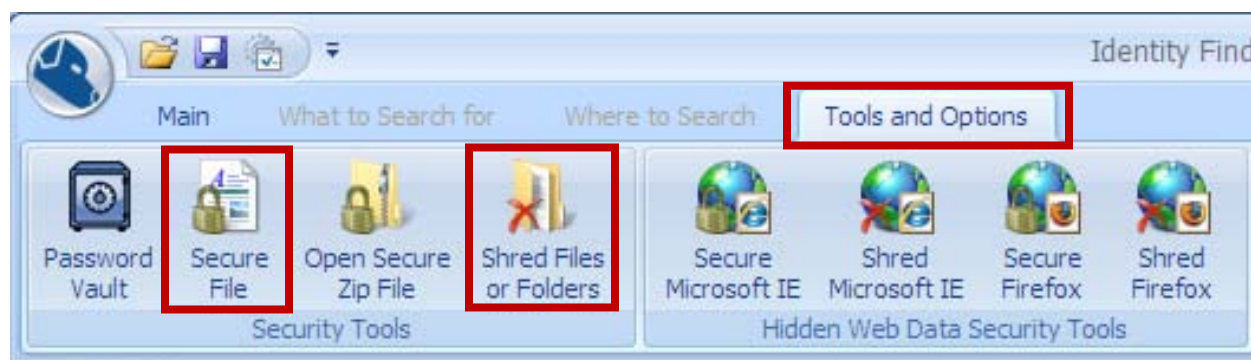 Identity Find
Main What to Search for Where to Search Tools and Options
Password Vault
Secure File
Open Secure Zip File
Shred Files or Folders
Secure Microsoft IE
Shred Microsoft IE
Secure Firefox
Shred Firefox
Security Tools
Hidden Web Data Security Tools